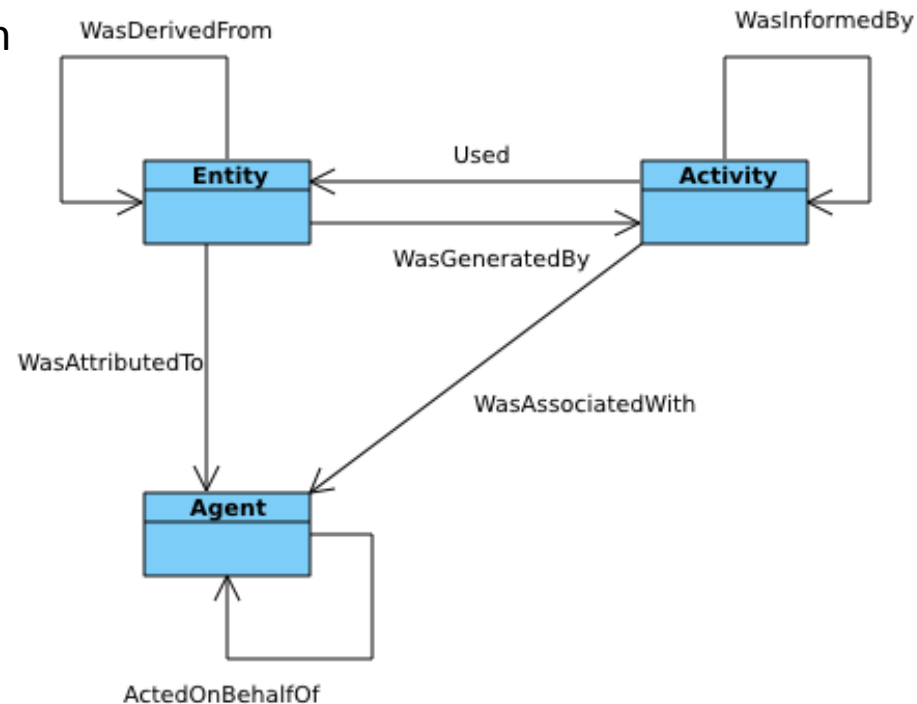 n
WasDerivedFrom
WasInformedBy
Used
Entity
Activity
WasGeneratedBy
WasAttributedTo
WasAssociatedWith
Agent
ActedOnBehalfOf